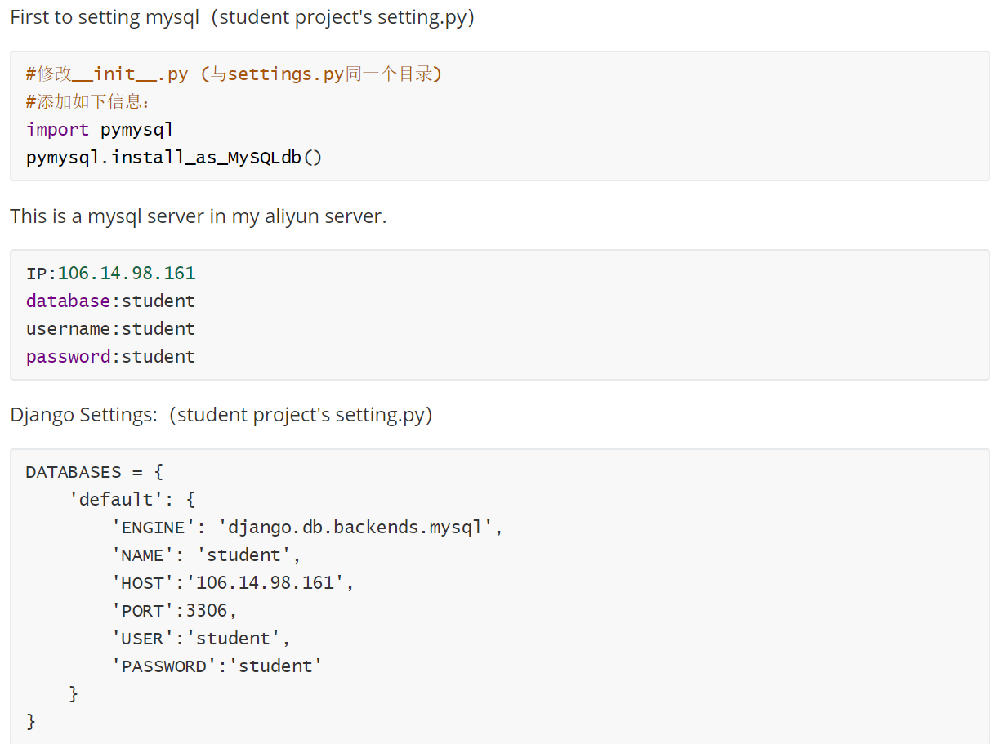 First to setting mysql（student project's setting.py）
#修改__init__.py (与settings.py同一个目录)
#添加如下信息：
import pymysql
pymysql.install_as_MySQLdb()
This is a mysql server in my aliyun server.
IP:106.14.98.161
database:student
username:student
password:student
Django Settings:（student project's setting.py）
DATABASES = {
    'default': {
        'ENGINE': 'django.db.backends.mysql',
        'NAME': 'student',
        'HOST':'106.14.98.161',
        'PORT':3306,
        'USER':'student',
        'PASSWORD':'student'
    }
}